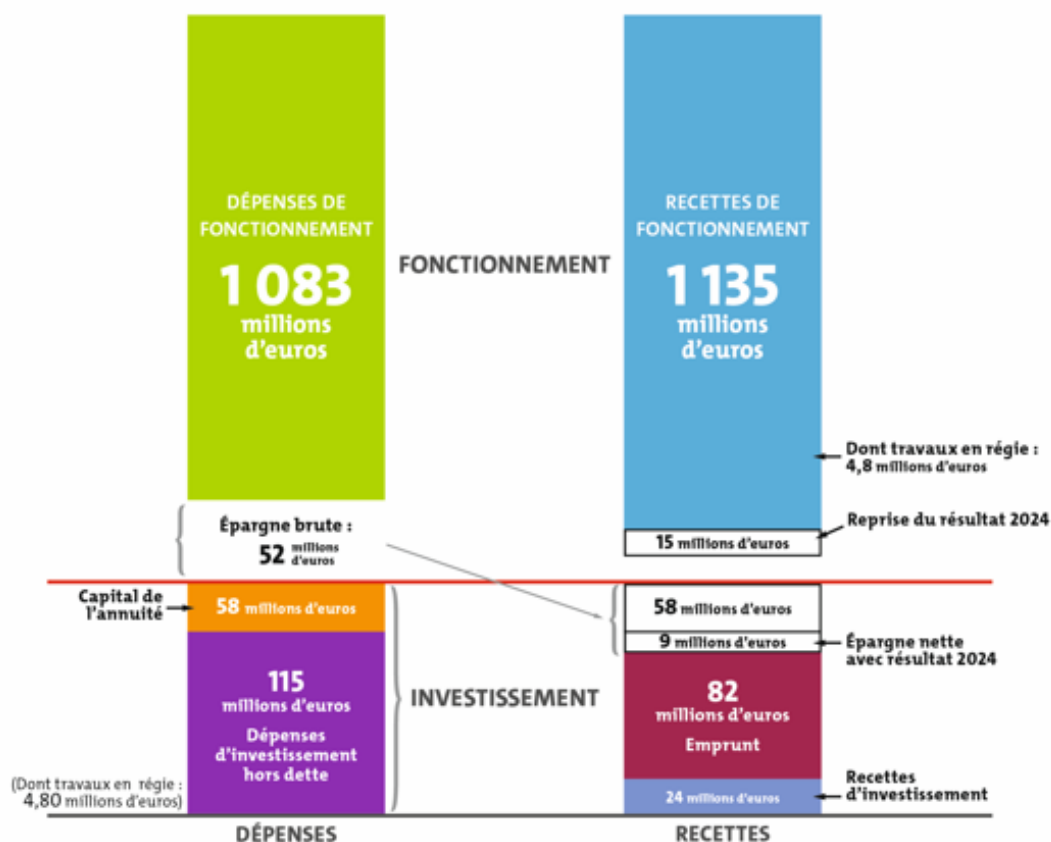 DÉPENSES DE
FONCTIONNEMENT
1 083
millions
d'euros
FONCTIONNEMENT
RECETTES DE
FONCTIONNEMENT
1 135
millions
d'euros
Dont travaux en régie :
4,8 millions d'euros
Reprise du résultat 2024
15 millions d'euros
Épargne brute :
52 millions
d'euros
Capital de
l'annuité
58 millions d'euros
115
millions d'euros
Dépenses
d'investissement
hors dette
(Dont travaux en régie :
4,80 millions d'euros)
INVESTISSEMENT
58 millions d'euros
9 millions d'euros
Épargne nette
avec résultat 2024
82
millions d'euros
Emprunt
24 millions d'euros
Recettes
d'investissement
DÉPENSES
RECETTES